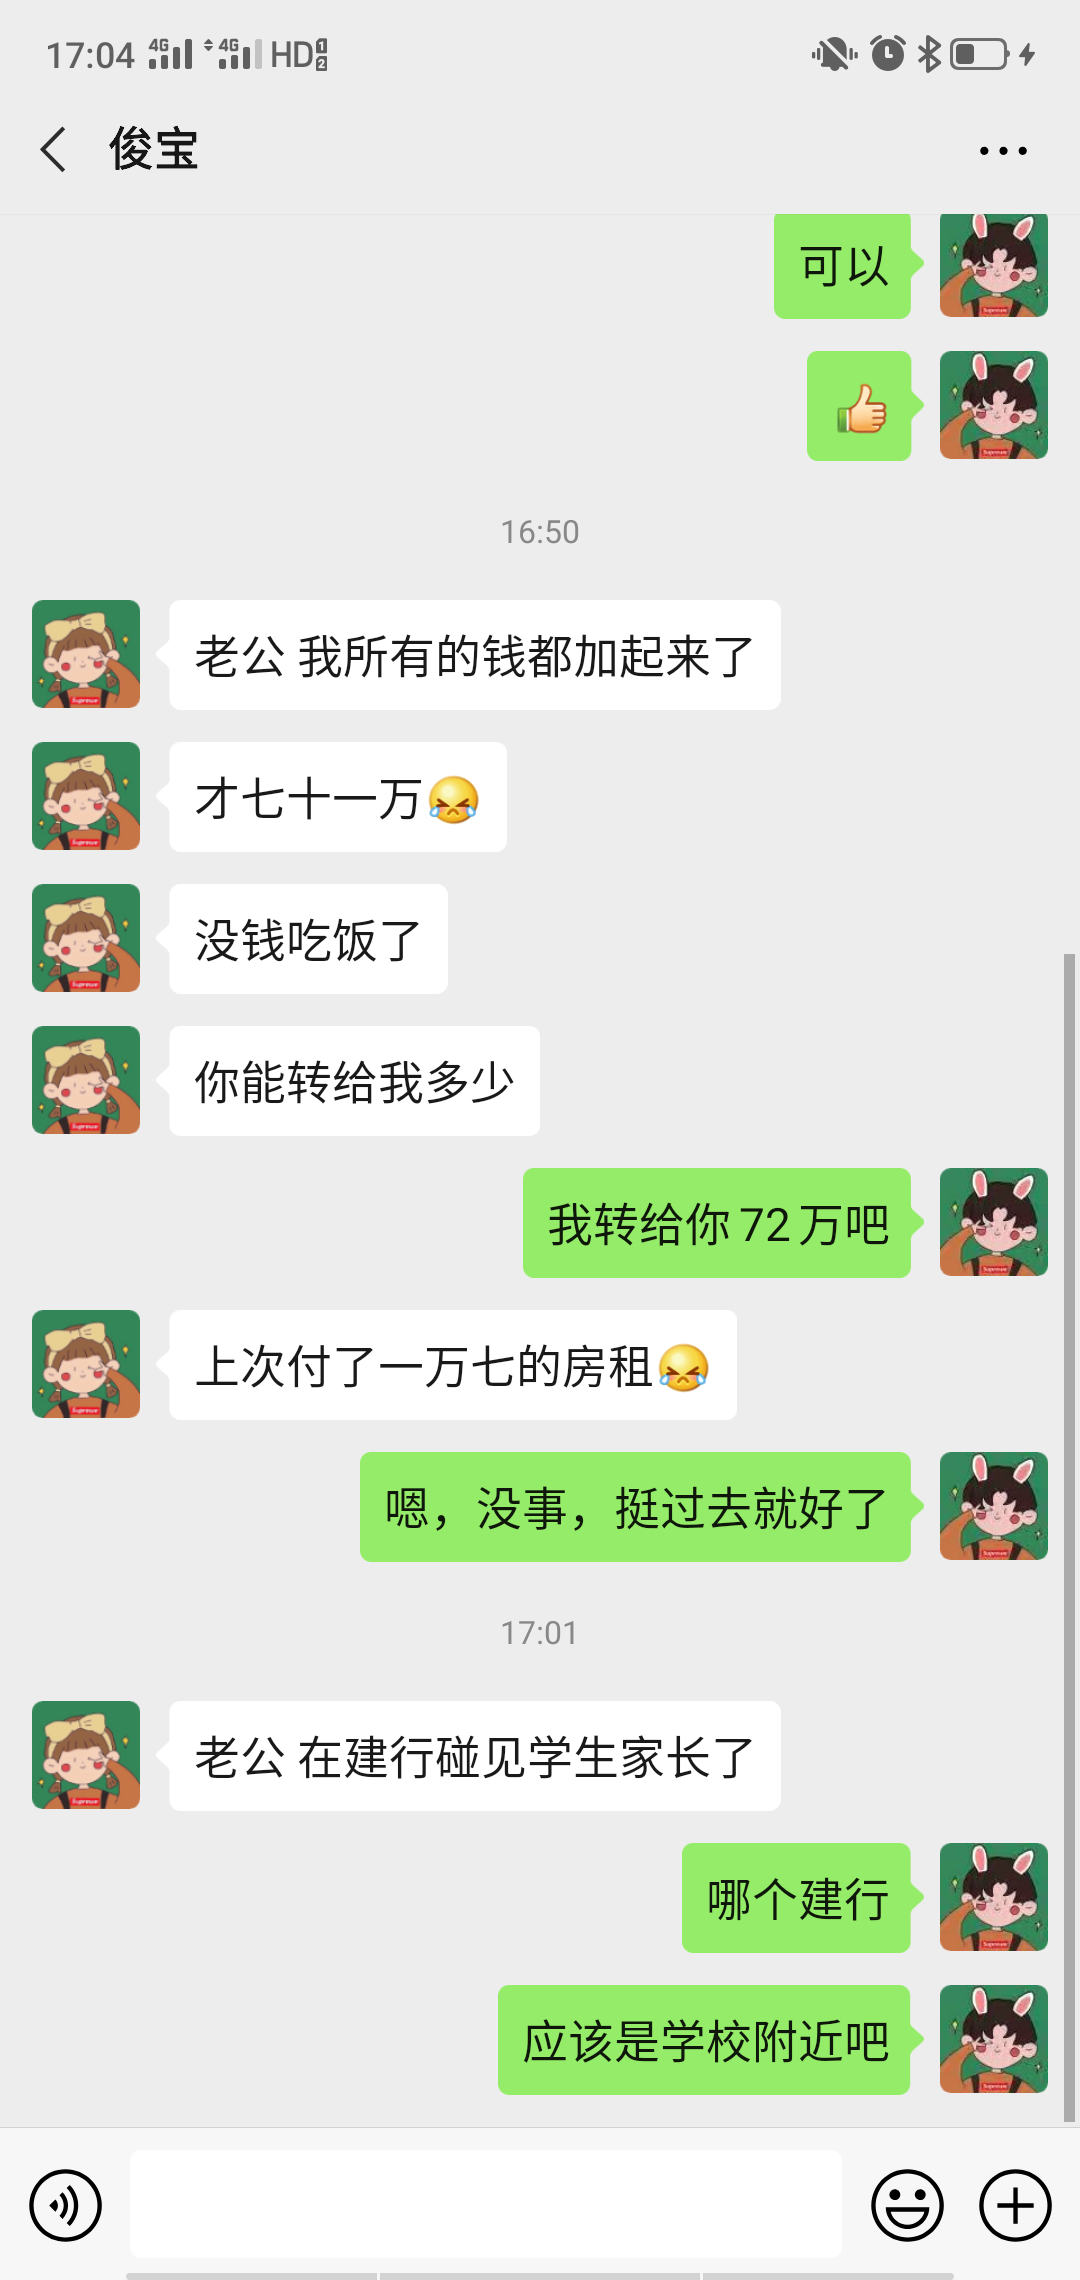 17:04 4G 4G HD 1 2
俊宝
可以
👍
16:50
老公 我所有的钱都加起来了
才七十一万😹
没钱吃饭了
你能转给我多少
我转给你 72 万吧
上次付了一万七的房租😹
嗯，没事，挺过去就好了
17:01
老公 在建行碰见学生家长了
哪个建行
应该是学校附近吧